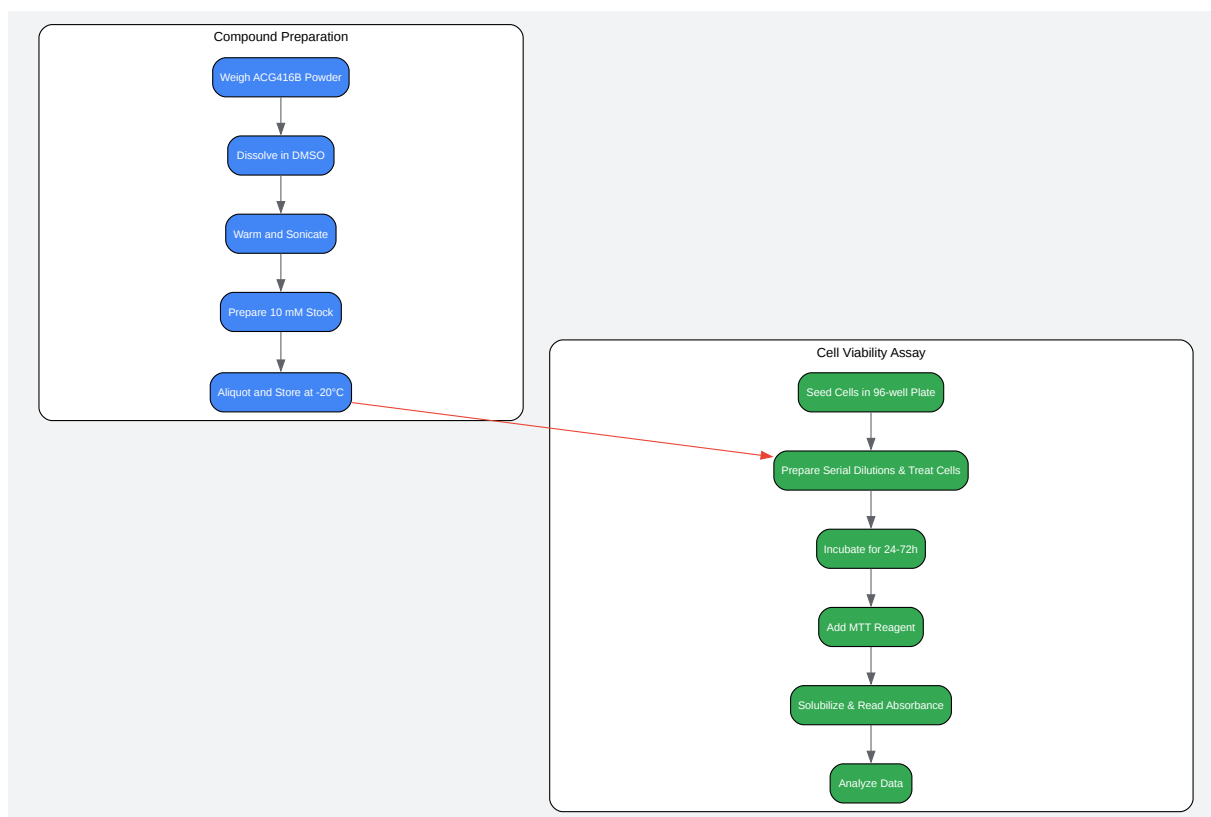 Compound Preparation
Weigh ACG416B Powder
Dissolve in DMSO
Warm and Sonicate
Prepare 10 mM Stock
Aliquot and Store at -20°C
Cell Viability Assay
Seed Cells in 96-well Plate
Prepare Serial Dilutions & Treat Cells
Incubate for 24-72h
Add MTT Reagent
Solubilize & Read Absorbance
Analyze Data